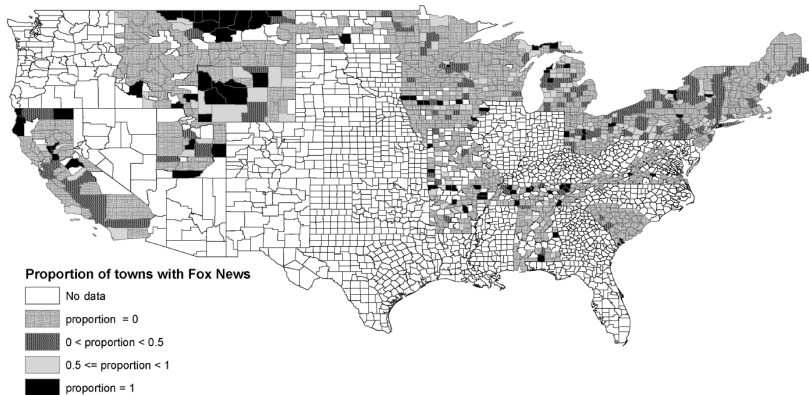 Proportion of towns with Fox News
No data
proportion = 0
0 < proportion < 0.5
0.5 <= proportion < 1
proportion = 1